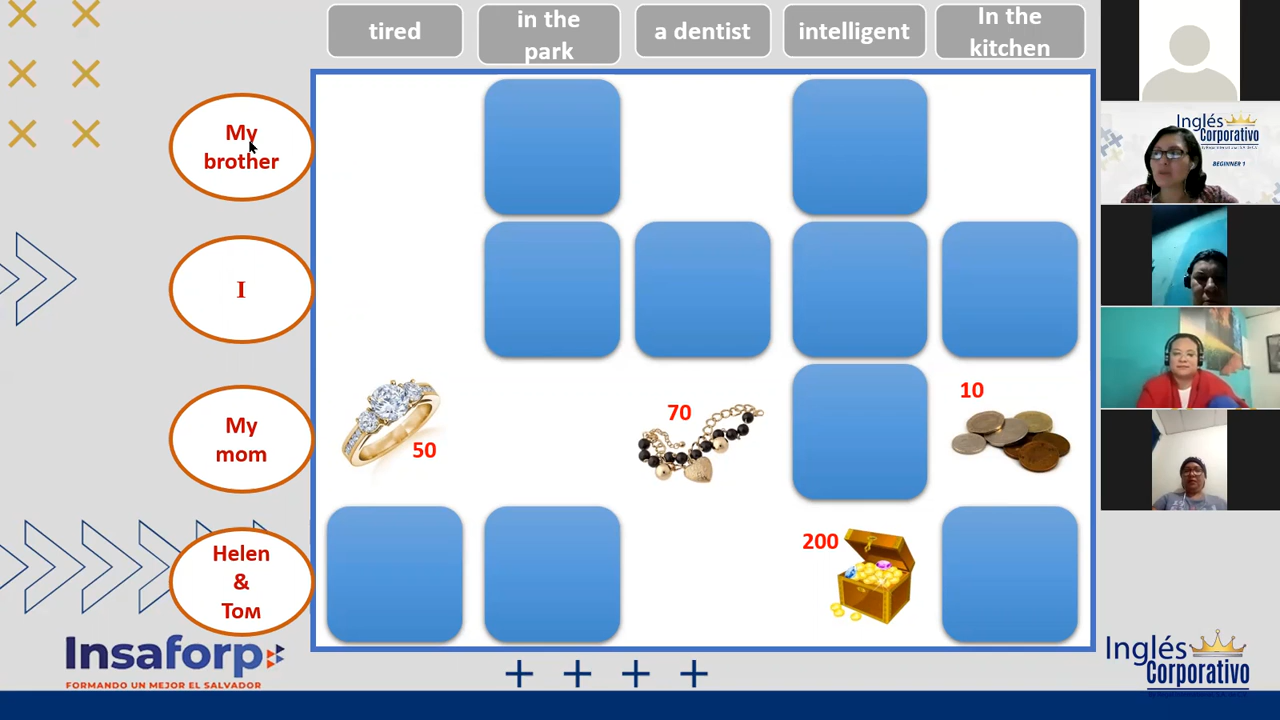 tired
in the
park
a dentist
intelligent
In the
kitchen
My
brother
I
My
mom
50
70
10
Helen
&
Tom
200
Insaforp
FORMANDO UN MEJOR EL SALVADOR
Inglés
Corporativo
BEGINNER 1
Inglés
Corporativo